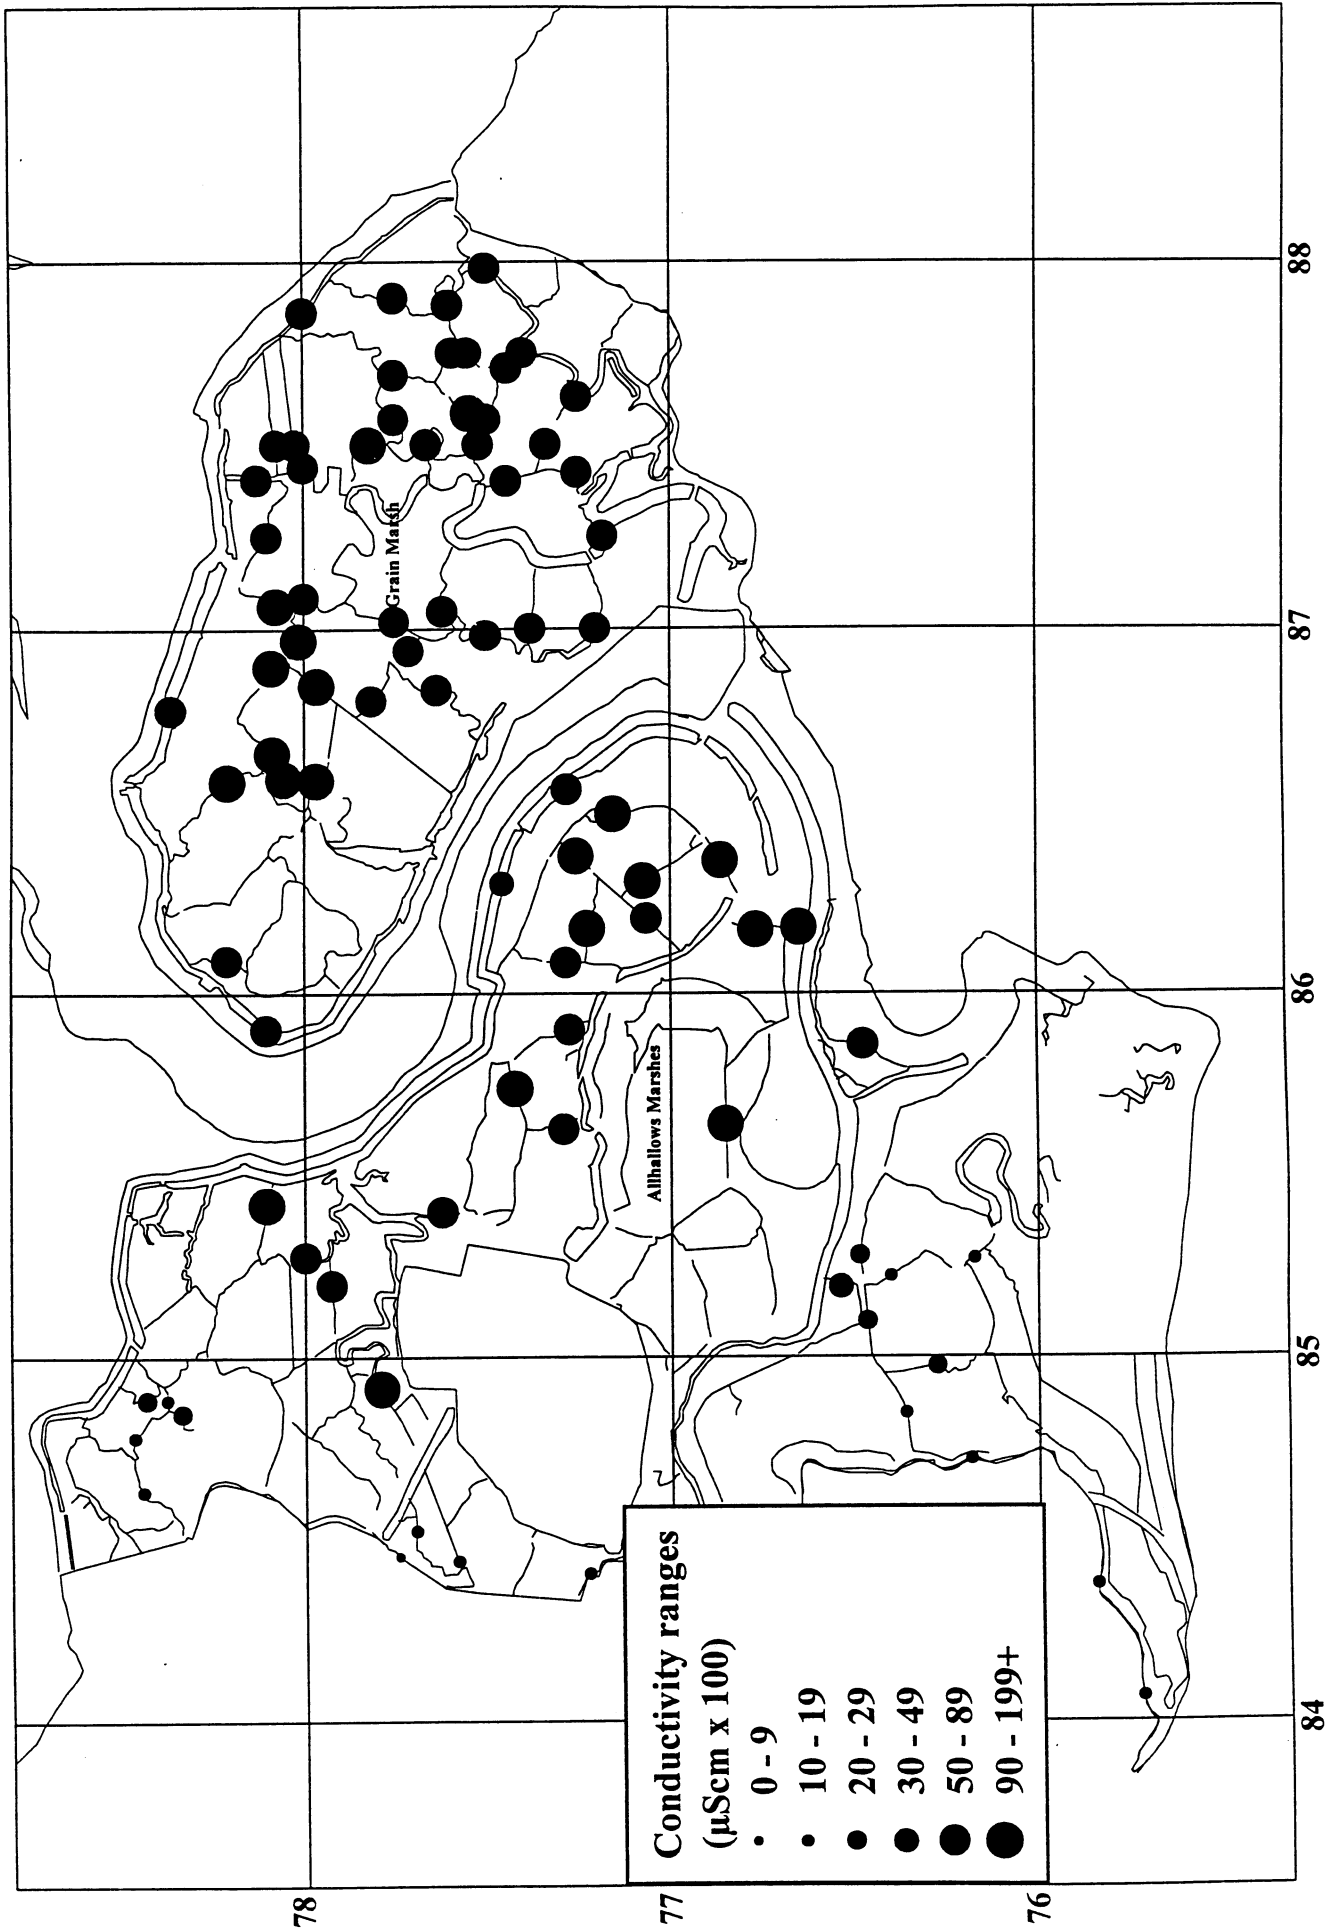 Grain Marsh
Allhallows Marshes
Conductivity ranges
(µScm x 100)
0 - 9
10 - 19
20 - 29
30 - 49
50 - 89
90 - 199+
78
77
76
84
85
86
87
88